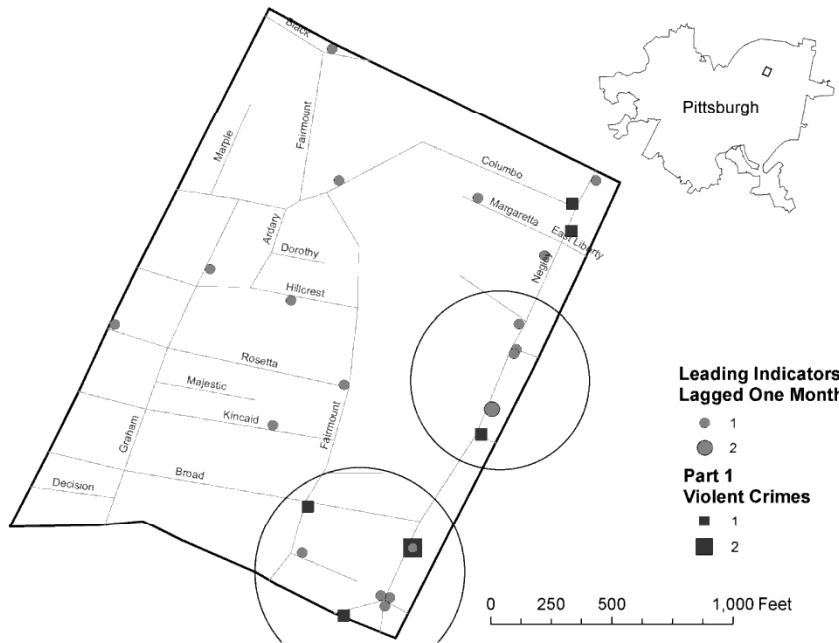 Black
Pittsburgh
Fairmount
Marple
Columbo
Margaretta
Ardary
East Liberty
Dorothy
Negley
Hillcrest
Rosetta
Leading Indicators
Lagged One Month
Majestic
1
Kincaid
Fairmount
2
Graham
Part 1
Violent Crimes
Broad
Decision
1
2
0 250 500 1,000 Feet